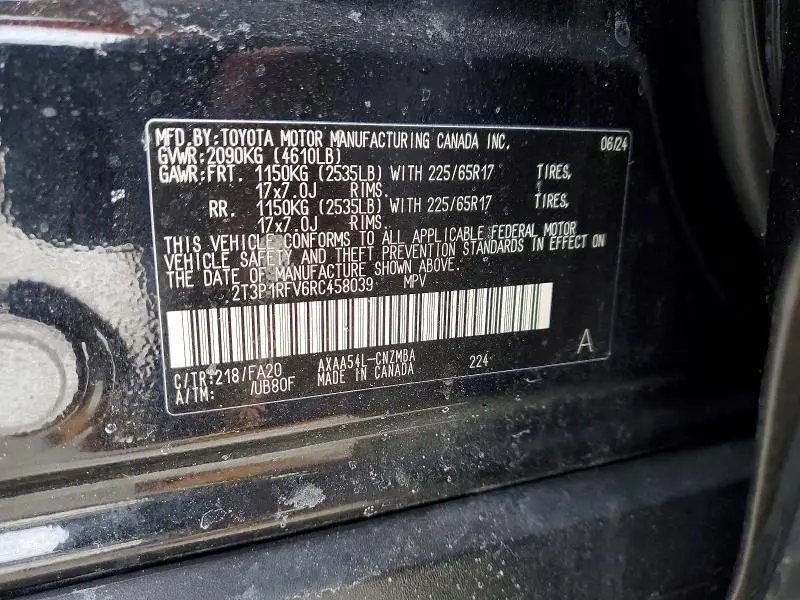 MFD.BY:TOYOTA MOTOR MANUFACTURING CANADA INC. 06/24
GVWR:2090KG (4610LB)
GAWR:FRT. 1150KG (2535LB) WITH 225/65R17 TIRES,
17x7.0J RIMS.
RR. 1150KG (2535LB) WITH 225/65R17 TIRES,
17x7.0J RIMS.
THIS VEHICLE CONFORMS TO ALL APPLICABLE FEDERAL MOTOR
VEHICLE SAFETY AND THEFT PREVENTION STANDARDS IN EFFECT ON
THE DATE OF MANUFACTURE SHOWN ABOVE.
2T3P1RFV6RC458039 MPV
C/TR:218/FA20 AXAA54L-CNZMBA 224 A
A/TM: /UB80F MADE IN CANADA